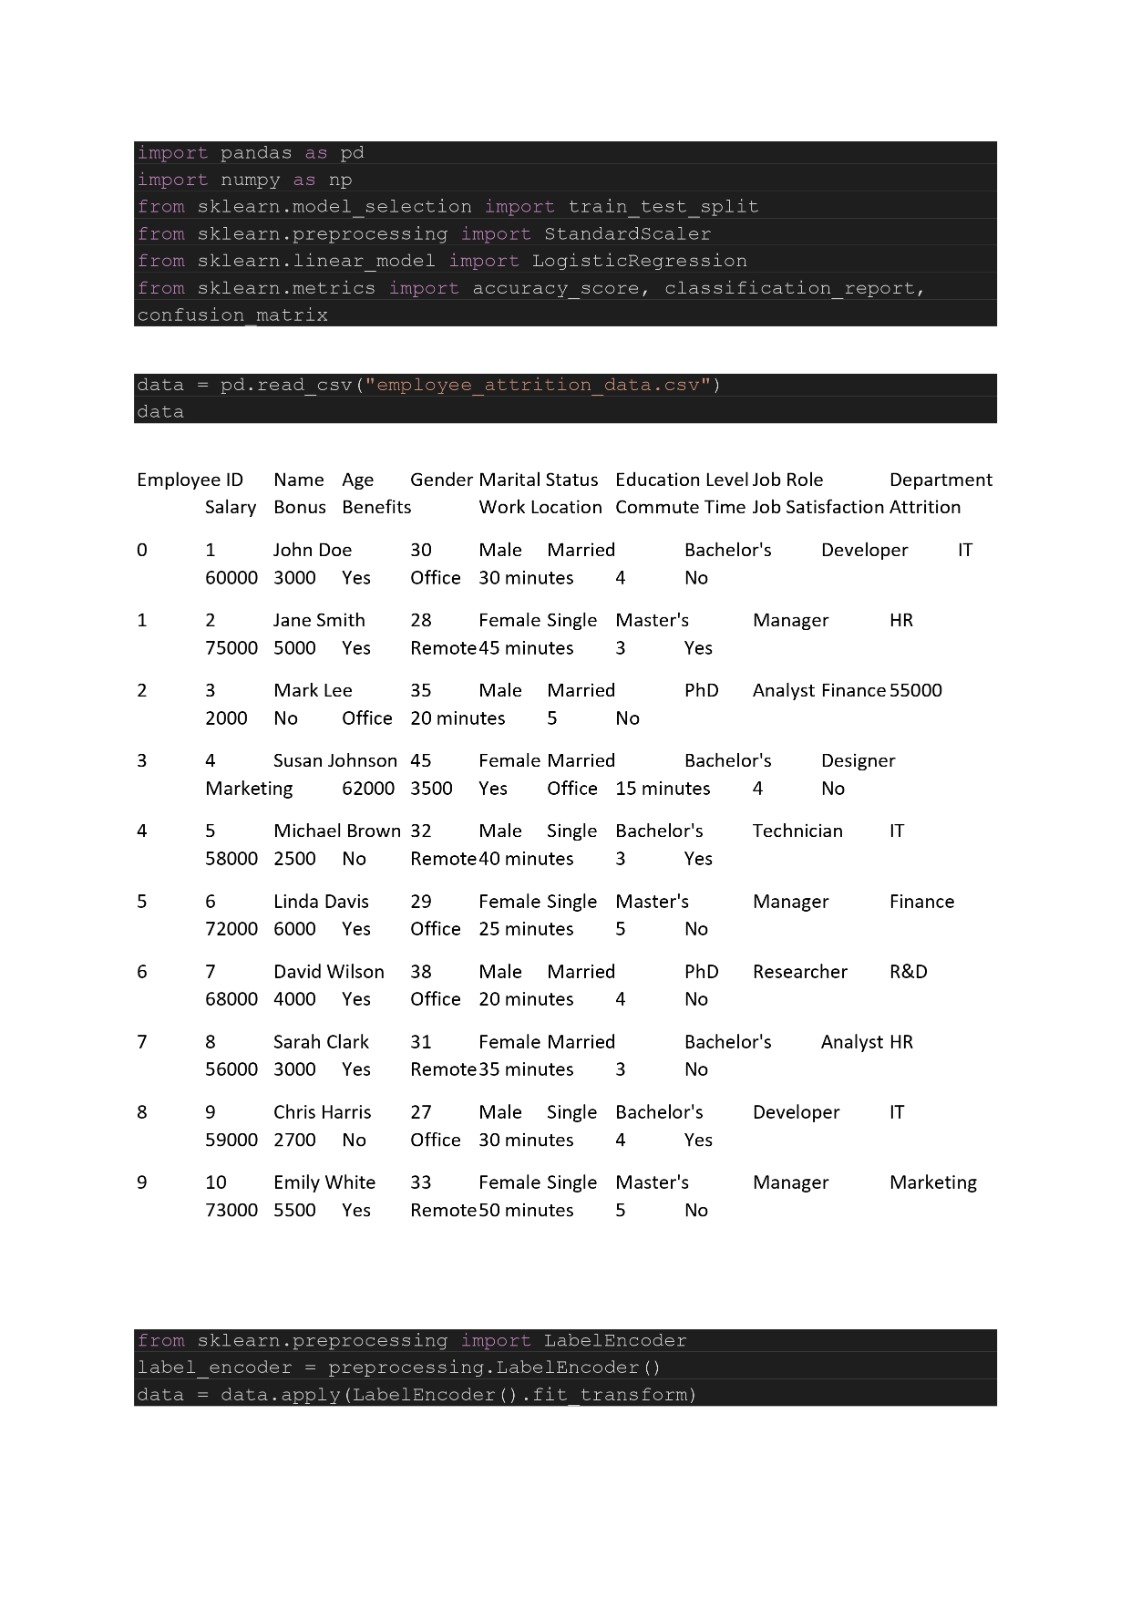 import pandas as pd
import numpy as np
from sklearn.model_selection import train_test_split
from sklearn.preprocessing import StandardScaler
from sklearn.linear_model import LogisticRegression
from sklearn.metrics import accuracy_score, classification_report,
confusion_matrix
data = pd.read_csv("employee_attrition_data.csv")
data
Employee ID Name Age Gender Marital Status Education Level Job Role Department
Salary Bonus Benefits Work Location Commute Time Job Satisfaction Attrition
0 1 John Doe 30 Male Married Bachelor's Developer IT
60000 3000 Yes Office 30 minutes 4 No
1 2 Jane Smith 28 Female Single Master's Manager HR
75000 5000 Yes Remote 45 minutes 3 Yes
2 3 Mark Lee 35 Male Married PhD Analyst Finance 55000
2000 No Office 20 minutes 5 No
3 4 Susan Johnson 45 Female Married Bachelor's Designer
Marketing 62000 3500 Yes Office 15 minutes 4 No
4 5 Michael Brown 32 Male Single Bachelor's Technician IT
58000 2500 No Remote 40 minutes 3 Yes
5 6 Linda Davis 29 Female Single Master's Manager Finance
72000 6000 Yes Office 25 minutes 5 No
6 7 David Wilson 38 Male Married PhD Researcher R&D
68000 4000 Yes Office 20 minutes 4 No
7 8 Sarah Clark 31 Female Married Bachelor's Analyst HR
56000 3000 Yes Remote 35 minutes 3 No
8 9 Chris Harris 27 Male Single Bachelor's Developer IT
59000 2700 No Office 30 minutes 4 Yes
9 10 Emily White 33 Female Single Master's Manager Marketing
73000 5500 Yes Remote 50 minutes 5 No
from sklearn.preprocessing import LabelEncoder
label_encoder = preprocessing.LabelEncoder()
data = data.apply(LabelEncoder().fit_transform)